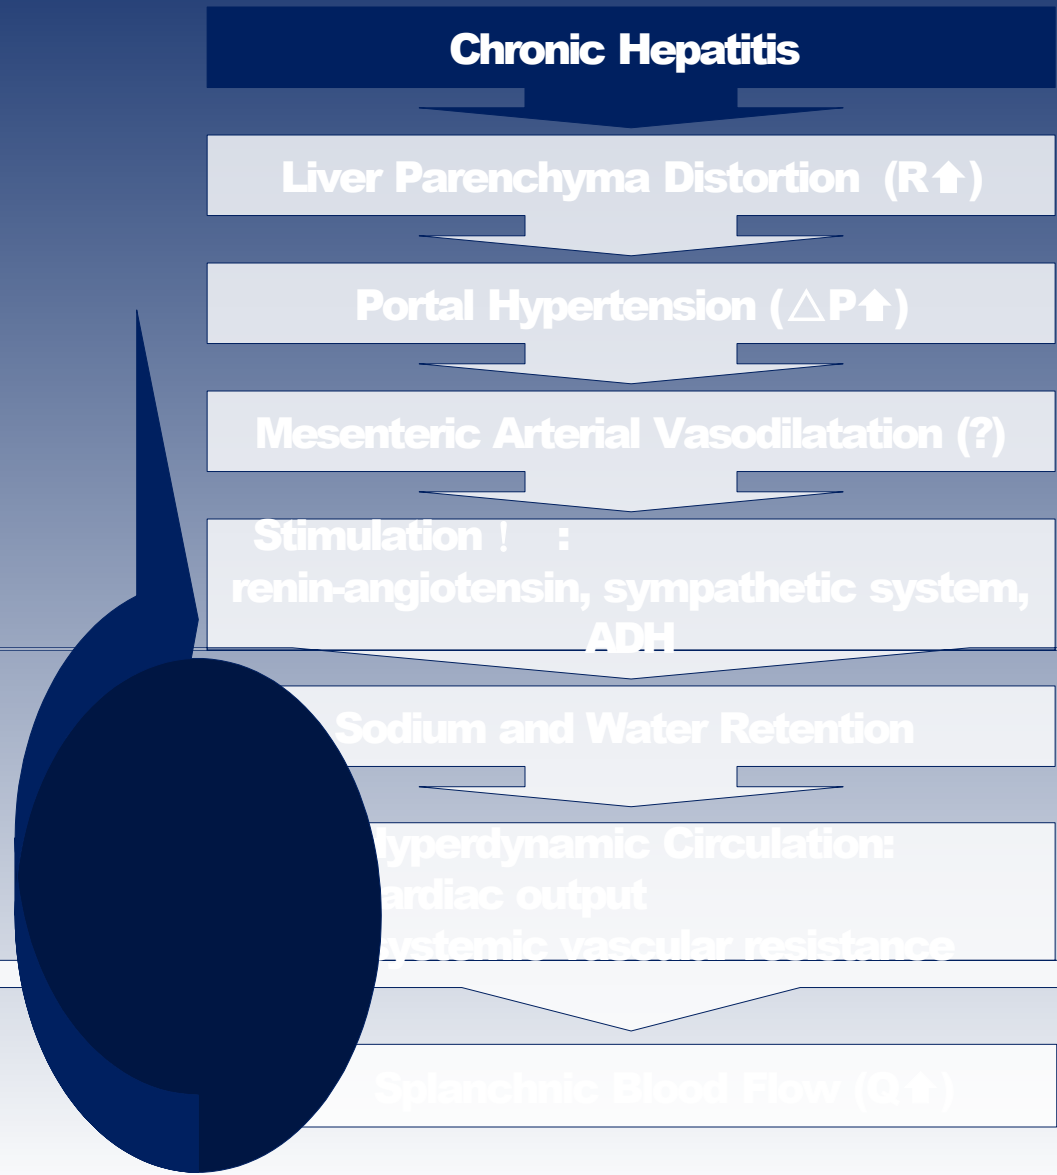 Chronic Hepatitis
Liver Parenchyma Distortion (R⬆)
Portal Hypertension (△P⬆)
Mesenteric Arterial Vasodilatation (?)
Stimulation！ :
renin-angiotensin, sympathetic system,
ADH
Sodium and Water Retention
yperdynamic Circulation:
ardiac output
ystemic vascular resistance
Splanchnic Blood Flow (Q⬆)